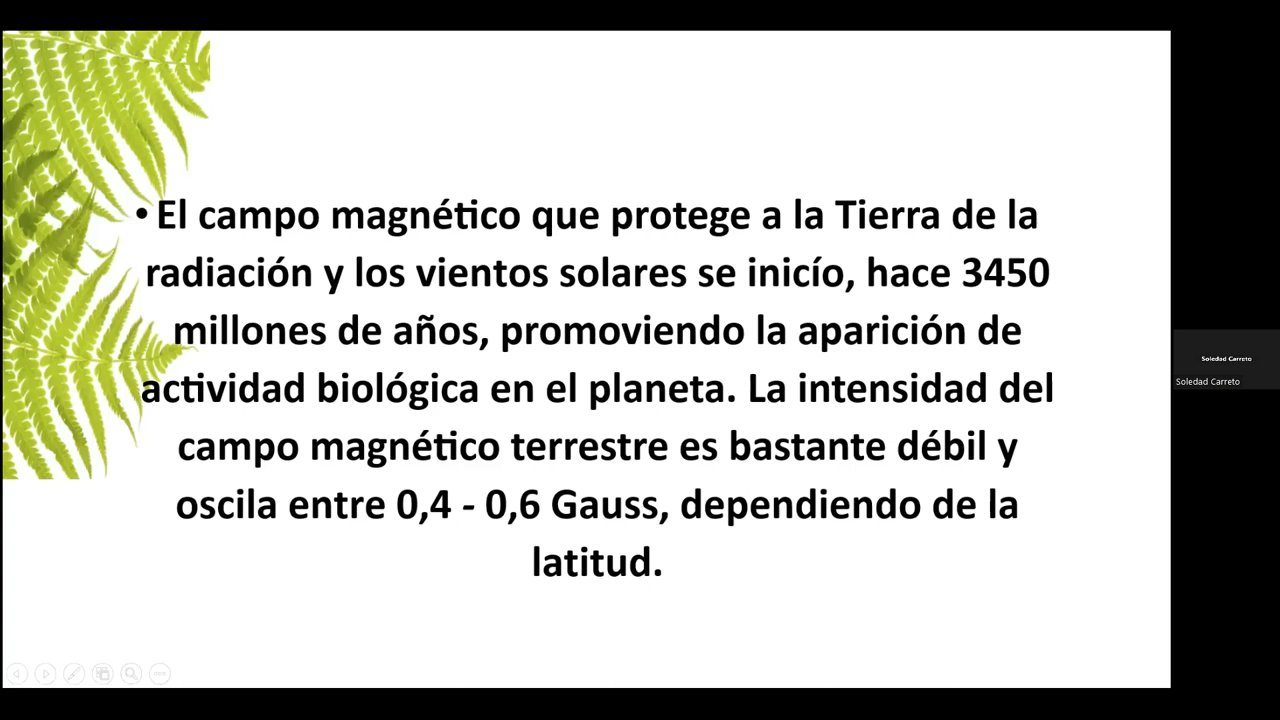 • El campo magnético que protege a la Tierra de la
radiación y los vientos solares se inicío, hace 3450
millones de años, promoviendo la aparición de
actividad biológica en el planeta. La intensidad del
campo magnético terrestre es bastante débil y
oscila entre 0,4 - 0,6 Gauss, dependiendo de la
latitud.
Soledad Carreto
Soledad Carreto